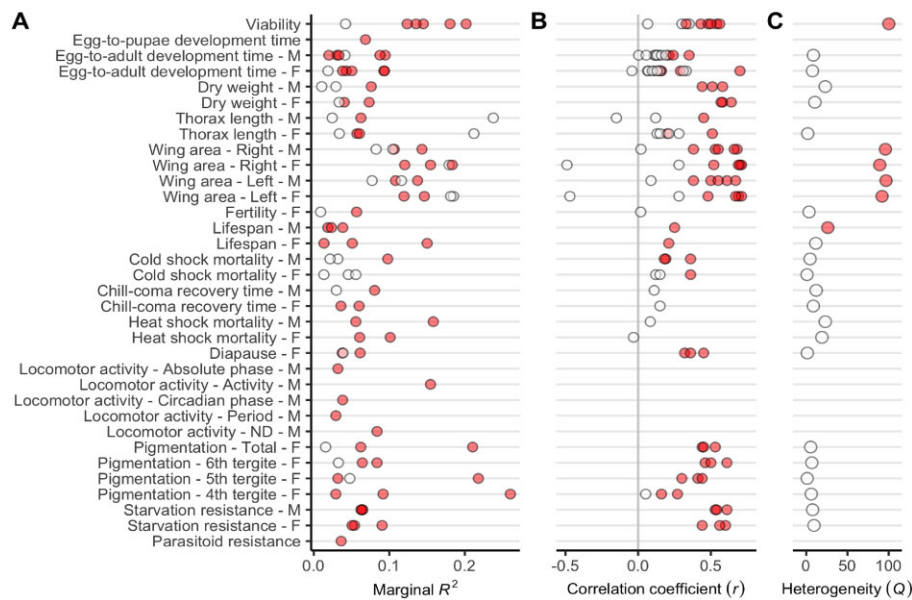 A
B
C
Viability
Egg-to-pupae development time
Egg-to-adult development time - M
Egg-to-adult development time - F
Dry weight - M
Dry weight - F
Thorax length - M
Thorax length - F
Wing area - Right - M
Wing area - Right - F
Wing area - Left - M
Wing area - Left - F
Fertility - F
Lifespan - M
Lifespan - F
Cold shock mortality - M
Cold shock mortality - F
Chill-coma recovery time - M
Chill-coma recovery time - F
Heat shock mortality - M
Heat shock mortality - F
Diapause - F
Locomotor activity - Absolute phase - M
Locomotor activity - Activity - M
Locomotor activity - Circadian phase - M
Locomotor activity - Period - M
Locomotor activity - ND - M
Pigmentation - Total - F
Pigmentation - 6th tergite - F
Pigmentation - 5th tergite - F
Pigmentation - 4th tergite - F
Starvation resistance - M
Starvation resistance - F
Parasitoid resistance
0.0 0.1 0.2
-0.5 0.0 0.5
0 50 100
Marginal R²
Correlation coefficient (r)
Heterogeneity (Q)